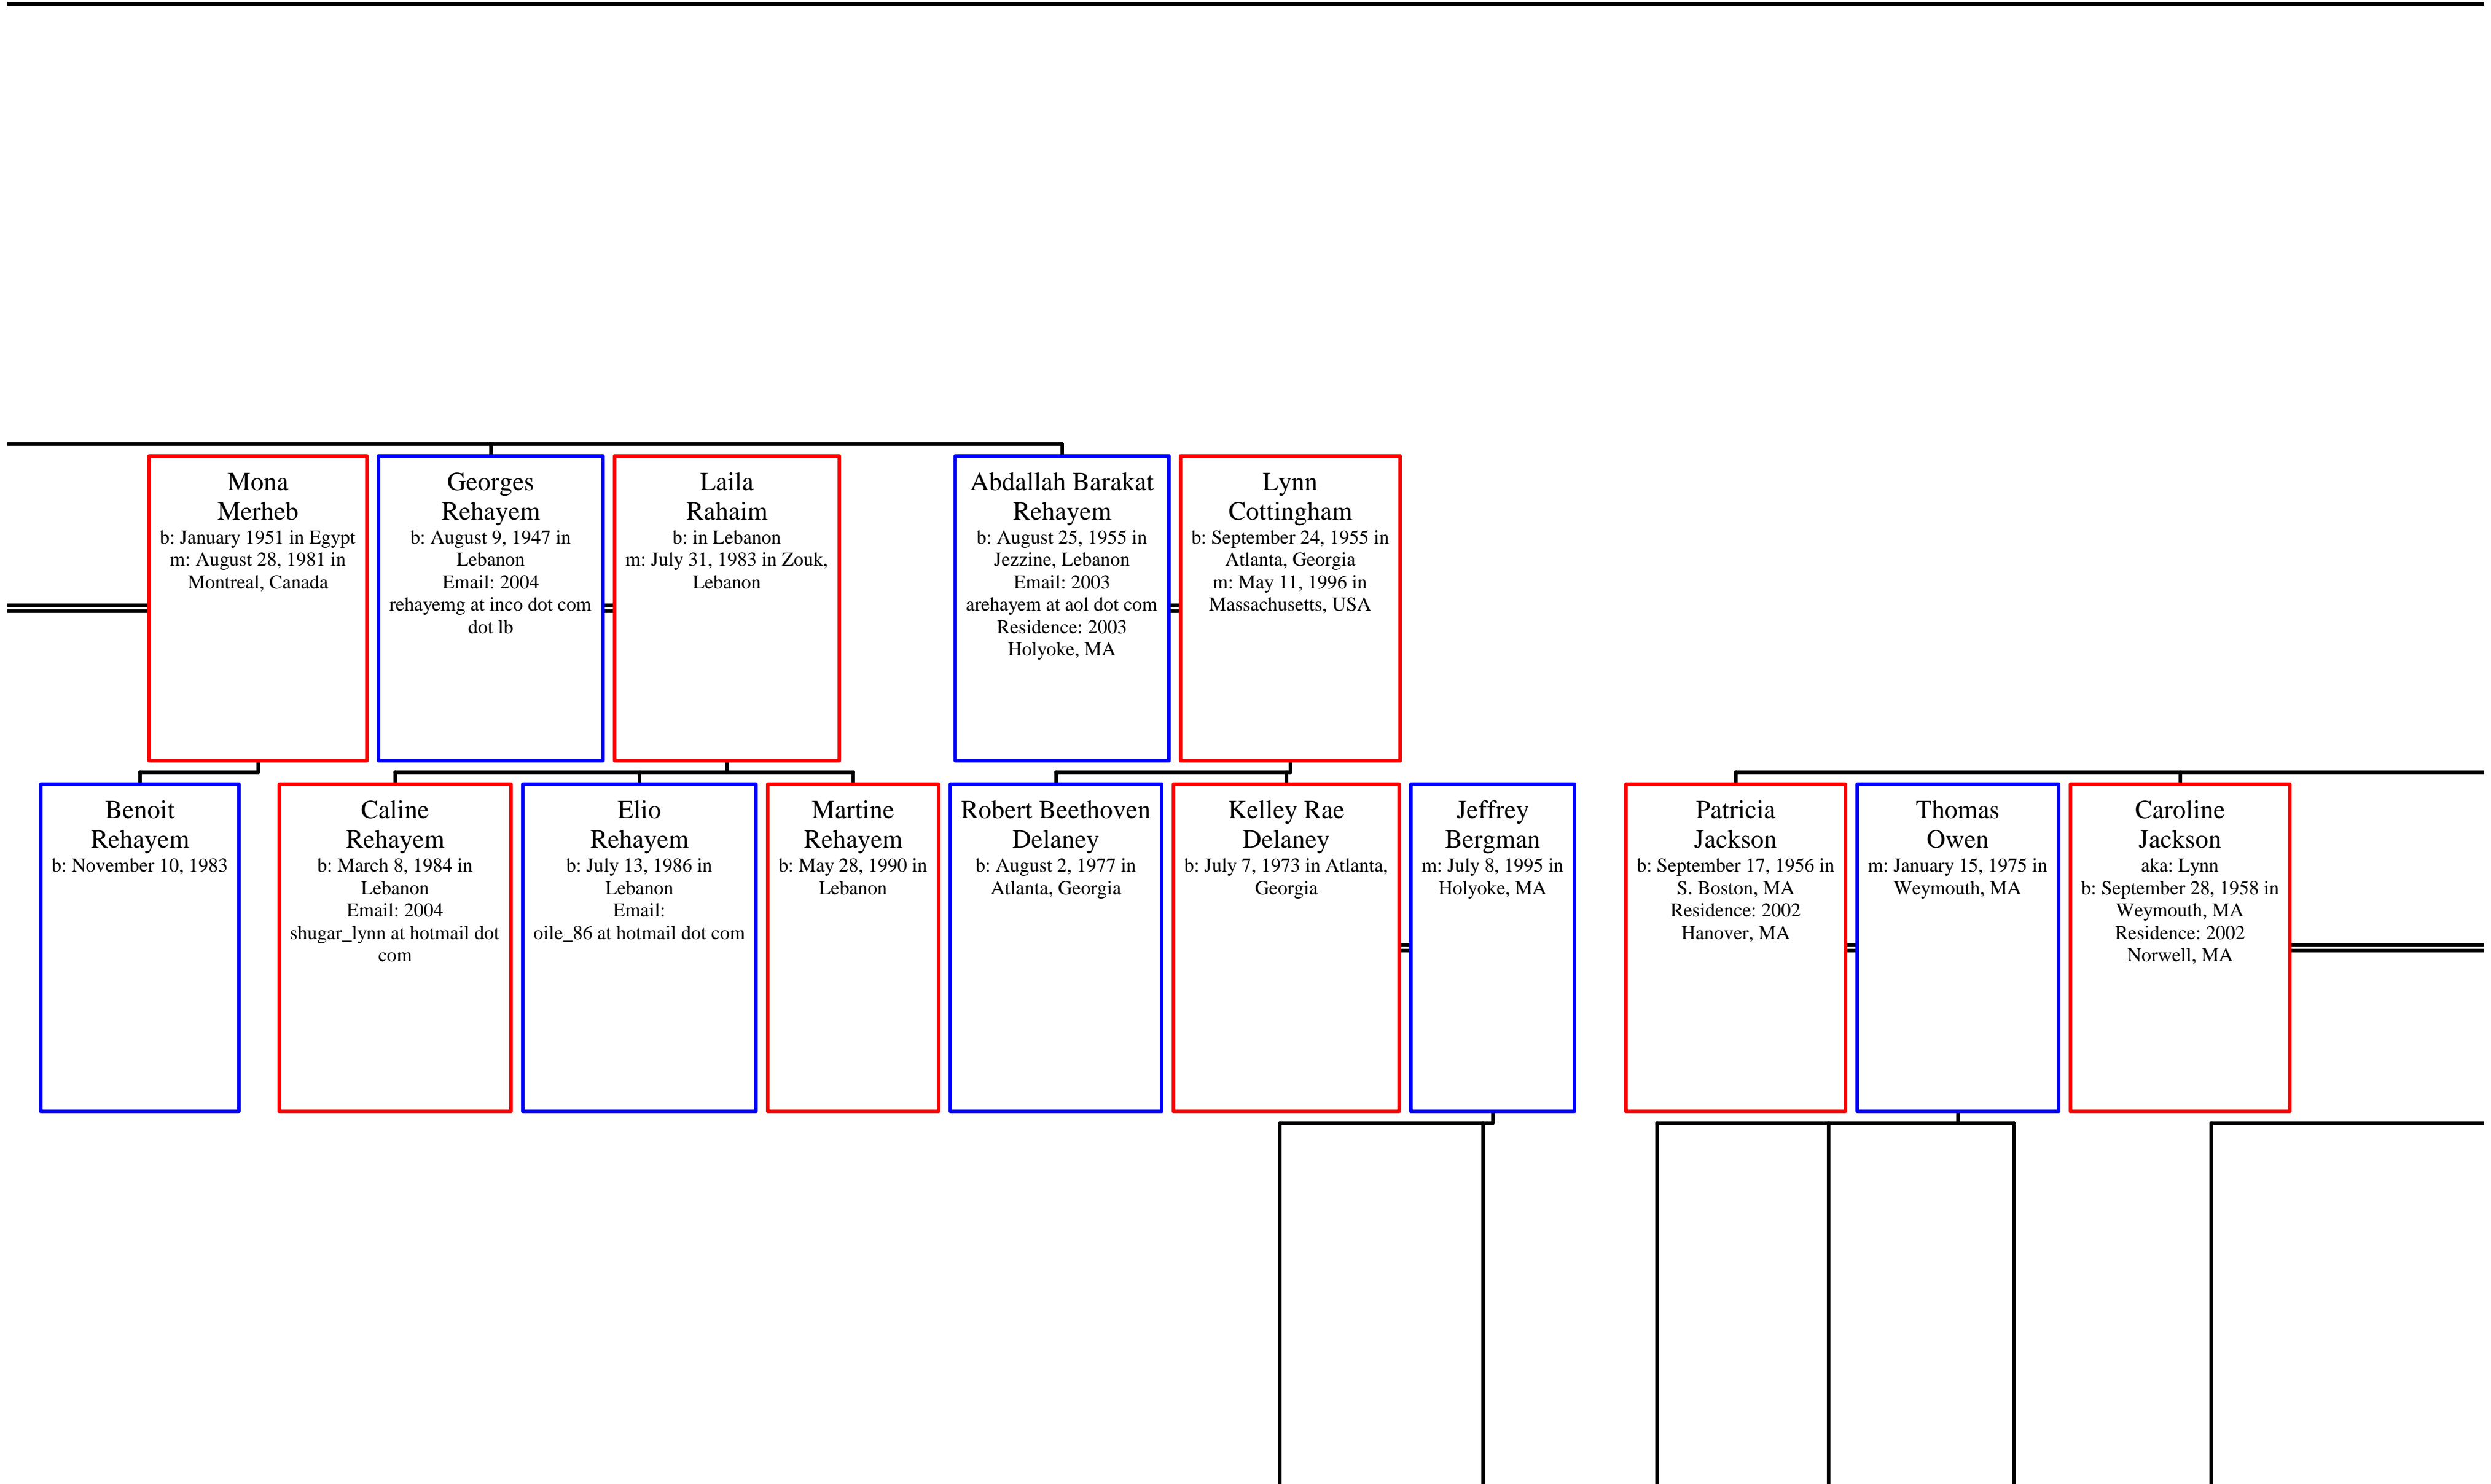 Mona
Merheb
b: January 1951 in Egypt
m: August 28, 1981 in
Montreal, Canada
Georges
Rehayem
b: August 9, 1947 in
Lebanon
Email: 2004
rehayemg at inco dot com
dot lb
Laila
Rahaim
b: in Lebanon
m: July 31, 1983 in Zouk,
Lebanon
Abdallah Barakat
Rehayem
b: August 25, 1955 in
Jezzine, Lebanon
Email: 2003
arehayem at aol dot com
Residence: 2003
Holyoke, MA
Lynn
Cottingham
b: September 24, 1955 in
Atlanta, Georgia
m: May 11, 1996 in
Massachusetts, USA
Benoit
Rehayem
b: November 10, 1983
Caline
Rehayem
b: March 8, 1984 in
Lebanon
Email: 2004
shugar_lynn at hotmail dot
com
Elio
Rehayem
b: July 13, 1986 in
Lebanon
Email:
oile_86 at hotmail dot com
Martine
Rehayem
b: May 28, 1990 in
Lebanon
Robert Beethoven
Delaney
b: August 2, 1977 in
Atlanta, Georgia
Kelley Rae
Delaney
b: July 7, 1973 in Atlanta,
Georgia
Jeffrey
Bergman
m: July 8, 1995 in
Holyoke, MA
Patricia
Jackson
b: September 17, 1956 in
S. Boston, MA
Residence: 2002
Hanover, MA
Thomas
Owen
m: January 15, 1975 in
Weymouth, MA
Caroline
Jackson
aka: Lynn
b: September 28, 1958 in
Weymouth, MA
Residence: 2002
Norwell, MA